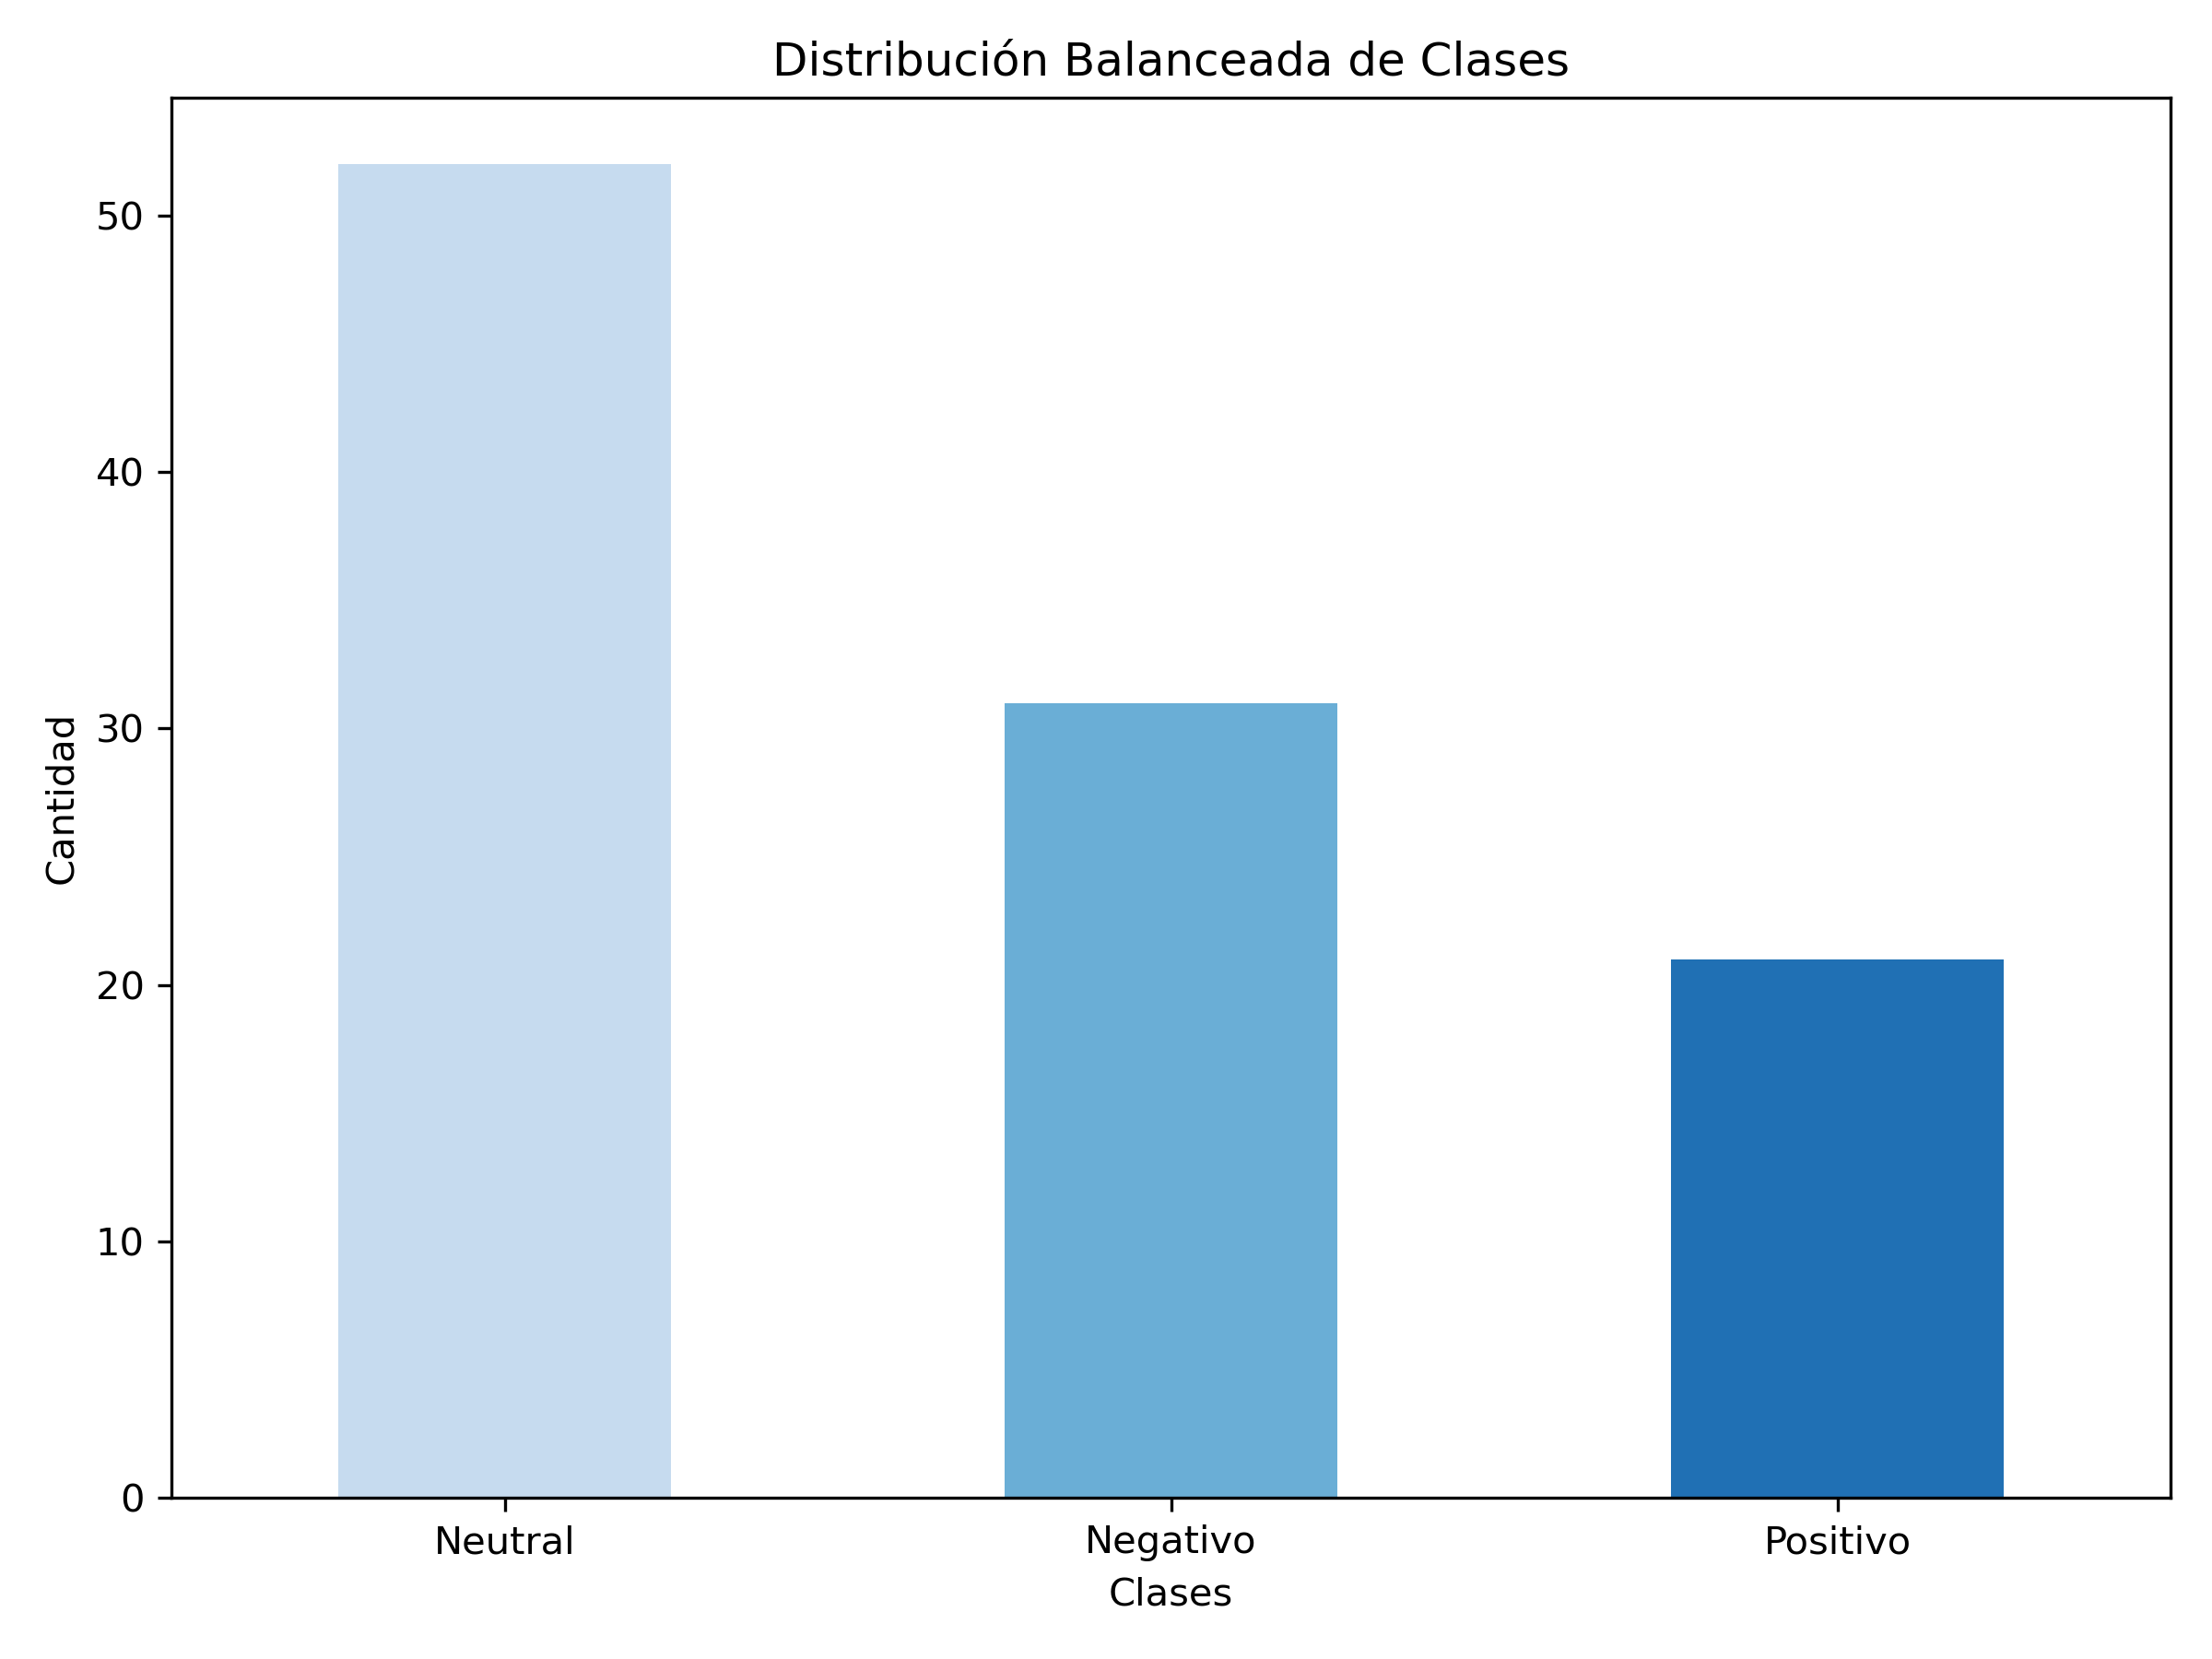 Distribución Balanceada de Clases
Cantidad
50
40
30
20
10
0
Neutral
Negativo
Positivo
Clases